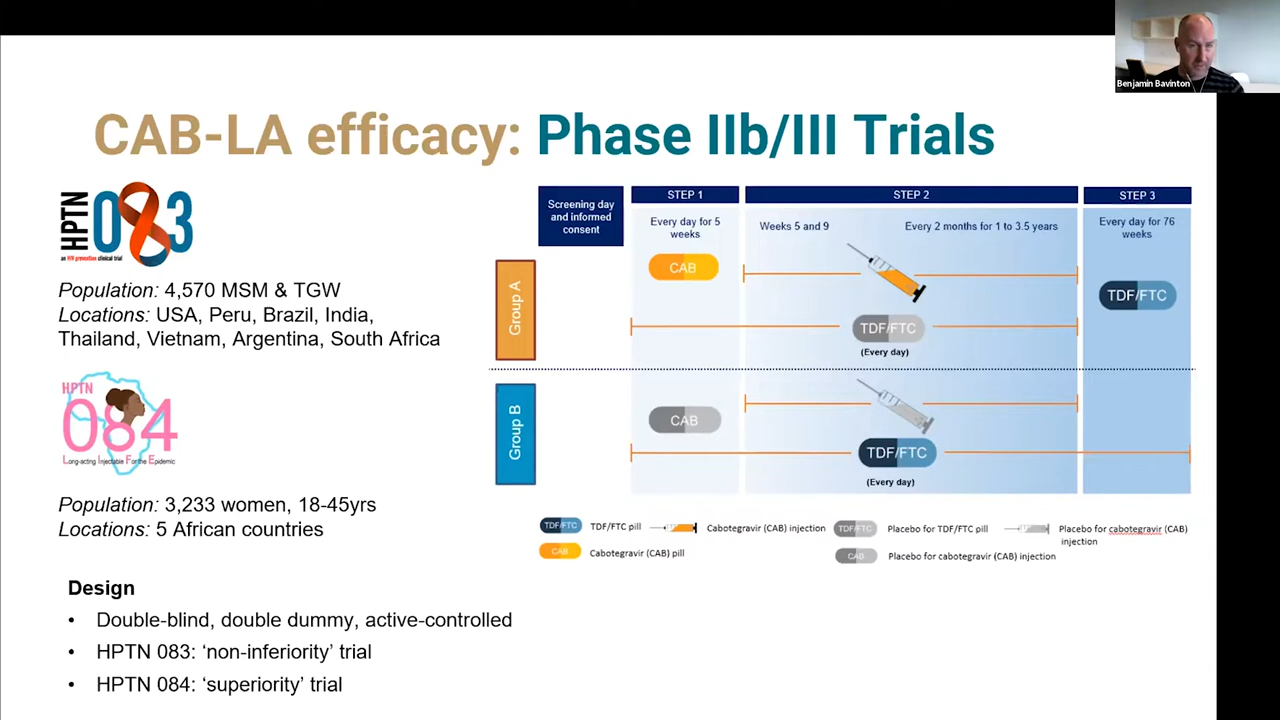 Benjamin Bavinton
CAB-LA efficacy: Phase IIb/III Trials
HPTN 083
an HIV prevention clinical trial
Population: 4,570 MSM & TGW
Locations: USA, Peru, Brazil, India,
Thailand, Vietnam, Argentina, South Africa
HPTN
084
Long-acting Injectable For the Epidemic
Population: 3,233 women, 18-45yrs
Locations: 5 African countries
Design
• Double-blind, double dummy, active-controlled
• HPTN 083: ‘non-inferiority’ trial
• HPTN 084: ‘superiority’ trial
Screening day
and informed
consent
STEP 1
STEP 2
STEP 3
Every day for 5
weeks
Weeks 5 and 9
Every 2 months for 1 to 3.5 years
Every day for 76
weeks
Group A
CAB
TDF/FTC
(Every day)
TDF/FTC
Group B
CAB
TDF/FTC
(Every day)
TDF/FTC TDF/FTC pill
Cabotegravir (CAB) injection
TDF/FTC Placebo for TDF/FTC pill
Placebo for cabotegravir (CAB)
injection
CAB Cabotegravir (CAB) pill
CAB Placebo for cabotegravir (CAB) injection